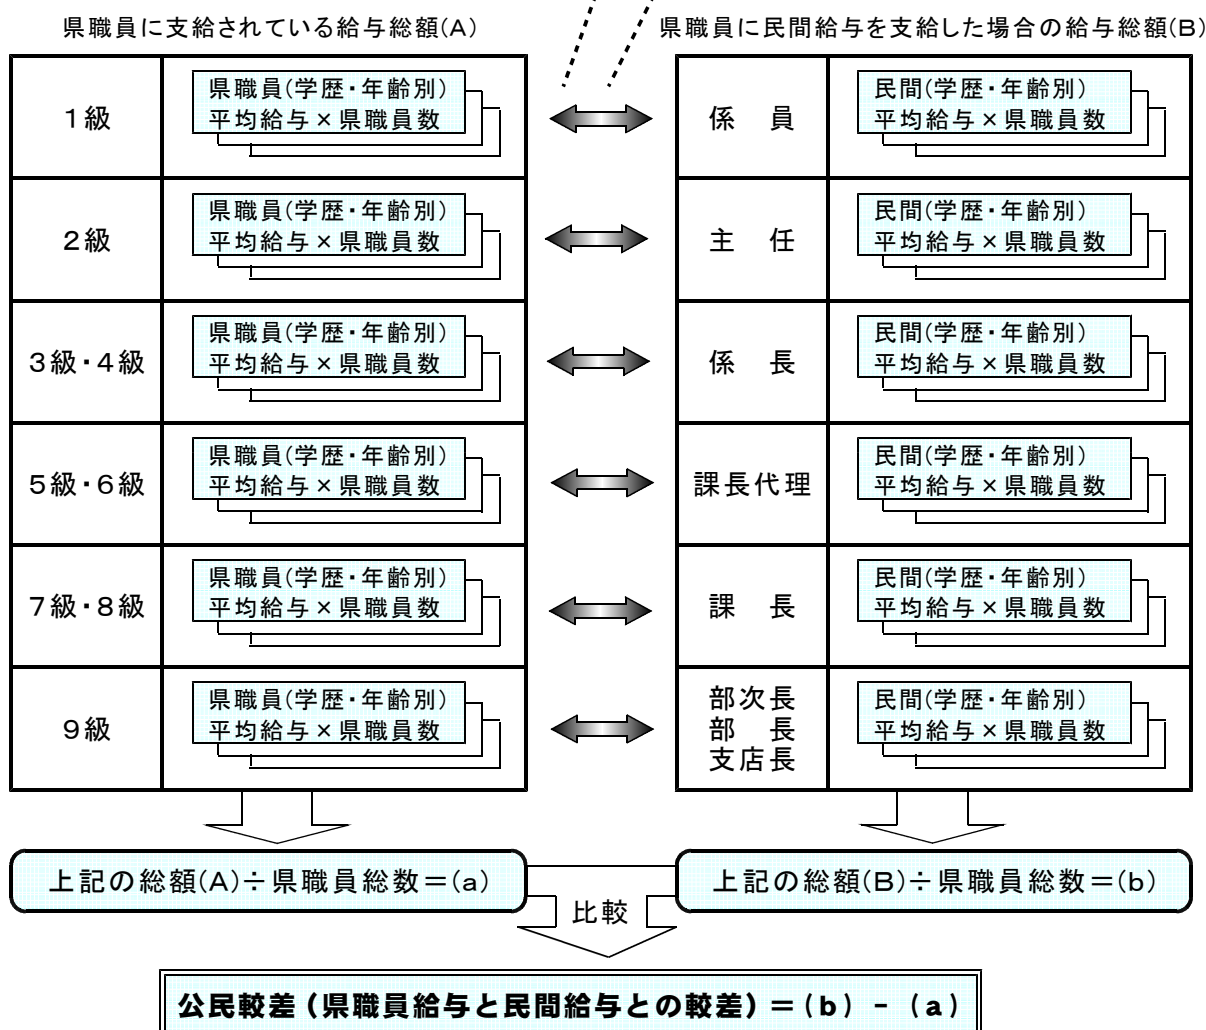 県職員に支給されている給与総額(A)
県職員に民間給与を支給した場合の給与総額(B)
1級
県職員(学歴・年齢別)
平均給与×県職員数
係　員
民間(学歴・年齢別)
平均給与×県職員数
2級
県職員(学歴・年齢別)
平均給与×県職員数
主　任
民間(学歴・年齢別)
平均給与×県職員数
3級・4級
県職員(学歴・年齢別)
平均給与×県職員数
係　長
民間(学歴・年齢別)
平均給与×県職員数
5級・6級
県職員(学歴・年齢別)
平均給与×県職員数
課長代理
民間(学歴・年齢別)
平均給与×県職員数
7級・8級
県職員(学歴・年齢別)
平均給与×県職員数
課　長
民間(学歴・年齢別)
平均給与×県職員数
9級
県職員(学歴・年齢別)
平均給与×県職員数
部次長
部　長
支店長
民間(学歴・年齢別)
平均給与×県職員数
上記の総額(A)÷県職員総数＝(a)
上記の総額(B)÷県職員総数＝(b)
比較
公民較差(県職員給与と民間給与との較差)＝(b)－(a)